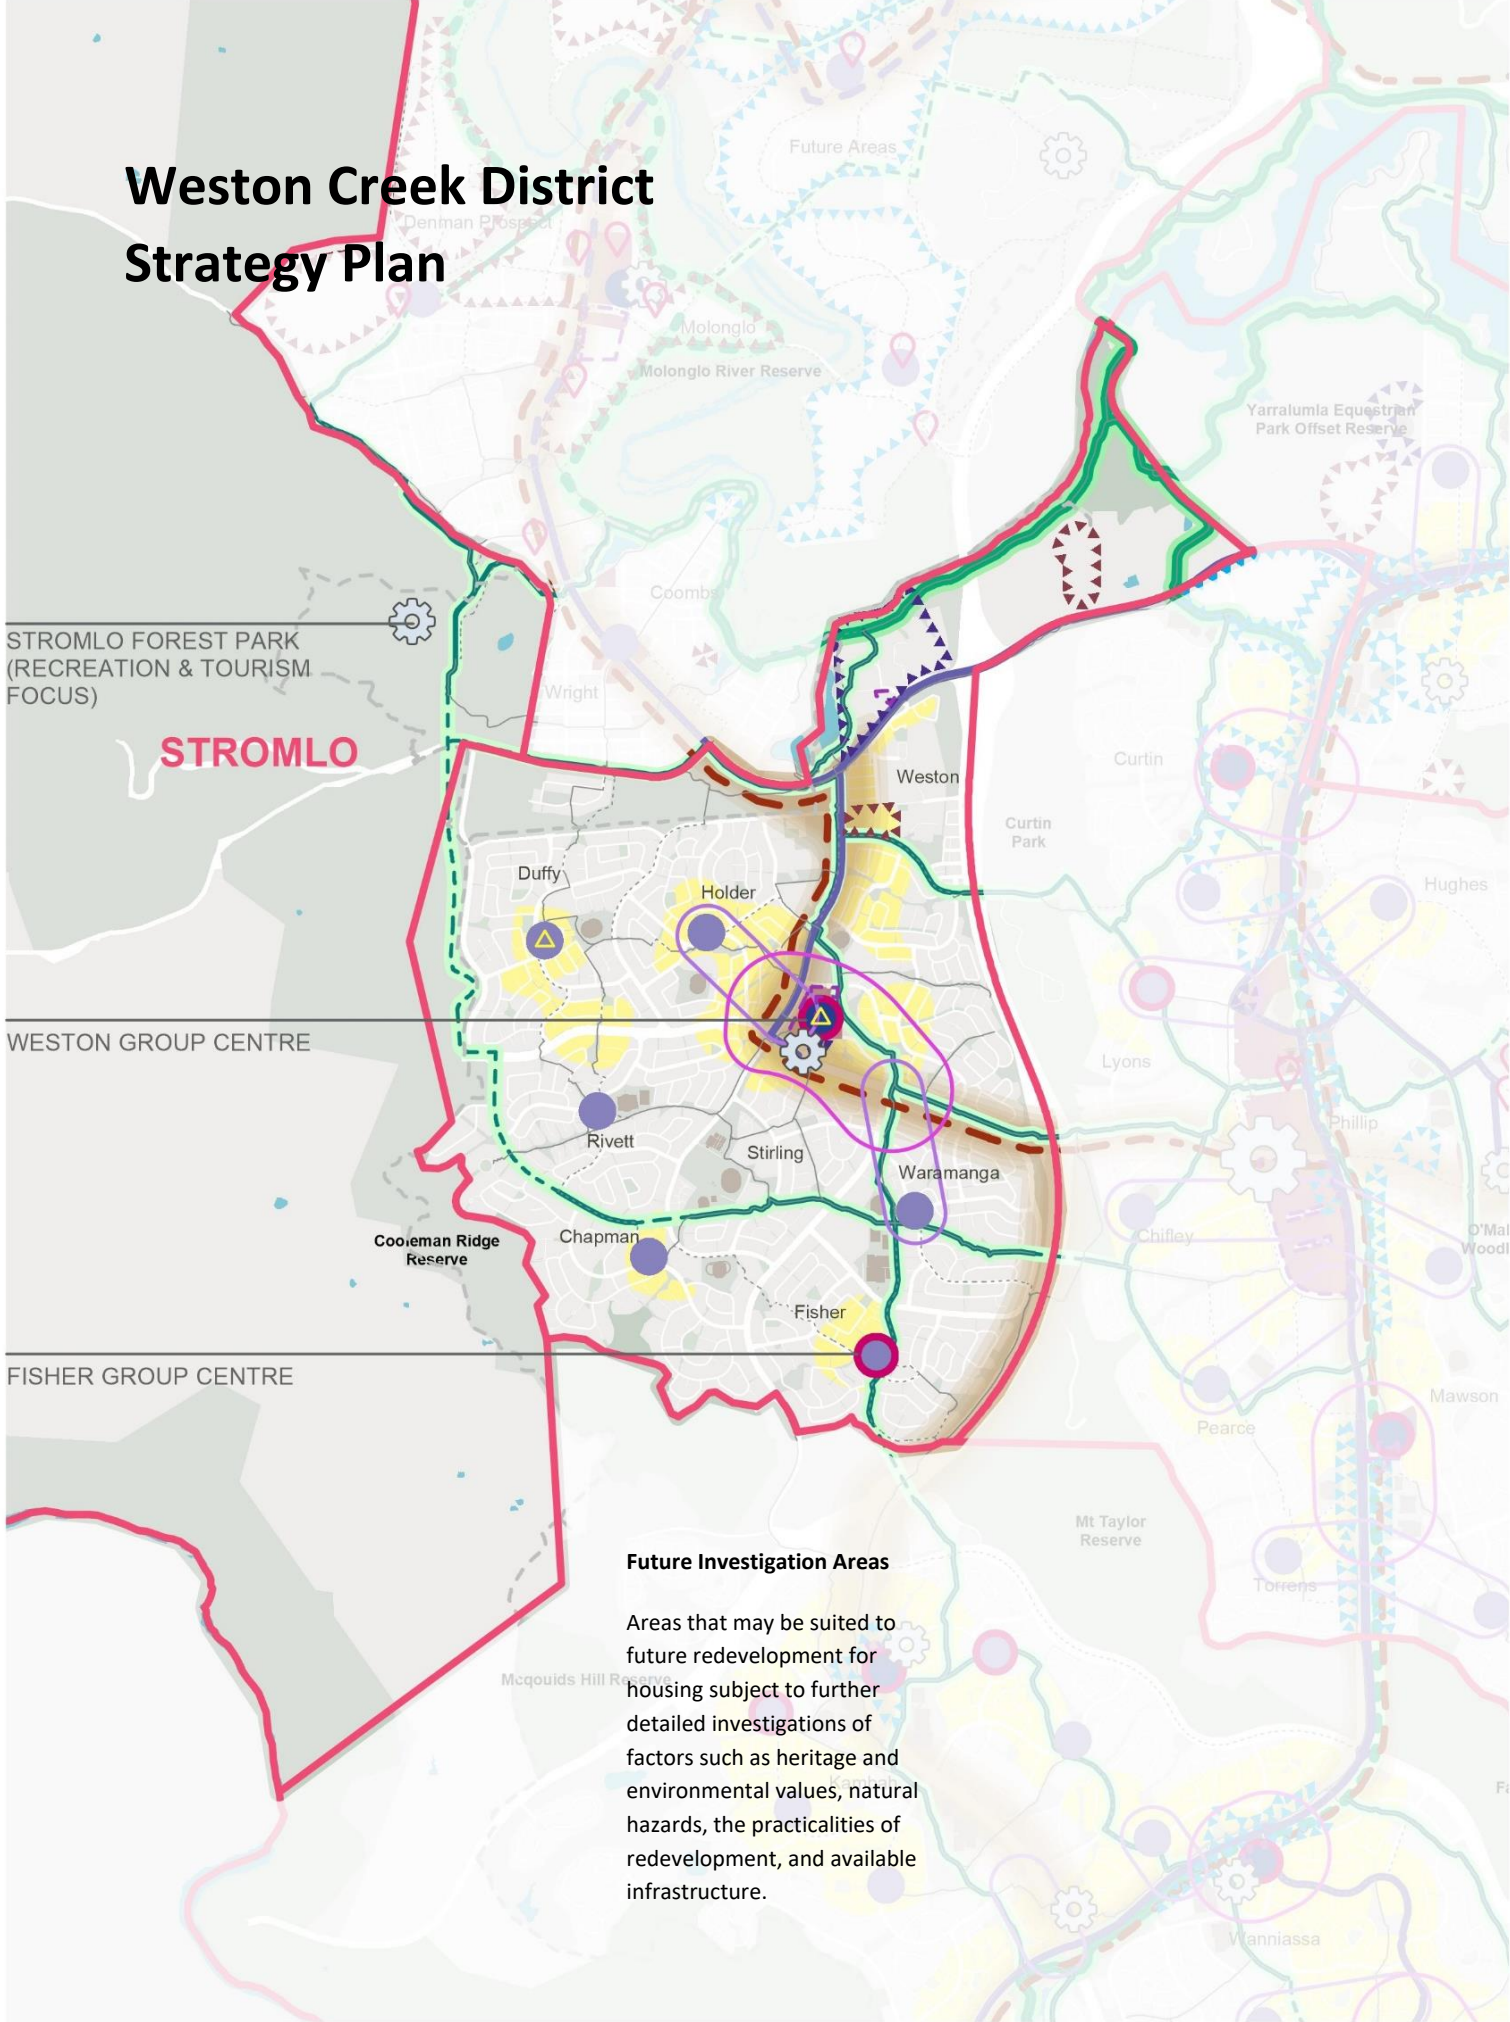 Weston Creek District
Strategy Plan
Future Areas
Denman Prospect
Molonglo
Molonglo River Reserve
Yarralumla Equestrian
Park Offset Reserve
Coombs
STROMLO FOREST PARK
(RECREATION & TOURISM
FOCUS)
Wright
STROMLO
Curtin
Weston
Curtin
Park
Duffy
Holder
Hughes
WESTON GROUP CENTRE
Lyons
Phillip
Rivett
Stirling
Waramanga
Chapman
Cooleman Ridge
Reserve
Chifley
O'Mal
Woodl
Fisher
FISHER GROUP CENTRE
Mawson
Pearce
Mt Taylor
Reserve
Torrens
Future Investigation Areas
Areas that may be suited to
future redevelopment for
housing subject to further
detailed investigations of
factors such as heritage and
environmental values, natural
hazards, the practicalities of
redevelopment, and available
infrastructure.
Mcqouids Hill Reserve
Kambah
Fa
Wanniassa